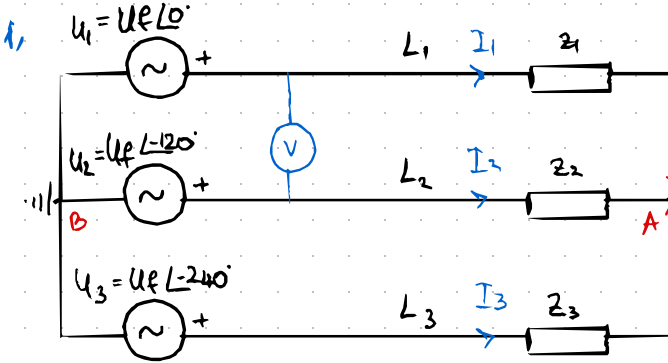 1,
U₁ = Uf∠0°
+
L₁
I₁
Z₁
~
V
U₂ = Uf∠-120°
+
L₂
I₂
Z₂
~
B
A
U₃ = Uf∠-240°
+
L₃
I₃
Z₃
~